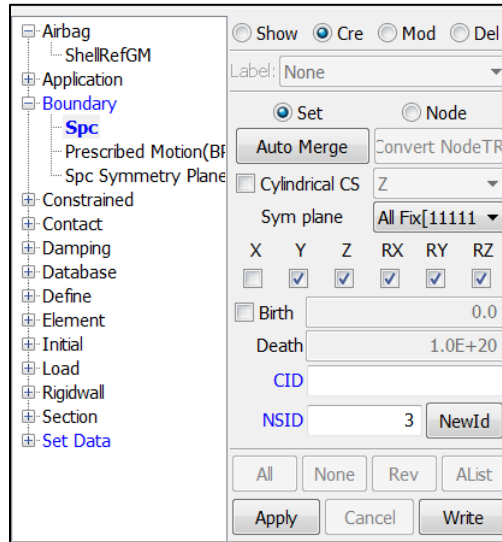 Airbag
ShellRefGM
Application
Boundary
Spc
Prescribed Motion(BP
Spc Symmetry Plane
Constrained
Contact
Damping
Database
Define
Element
Initial
Load
Rigidwall
Section
Set Data
Show Cre Mod Del
Label: None
Set Node
Auto Merge Convert NodeTR
Cylindrical CS Z
Sym plane All Fix[11111
X Y Z RX RY RZ
Birth 0.0
Death 1.0E+20
CID
NSID 3 NewId
All None Rev AList
Apply Cancel Write